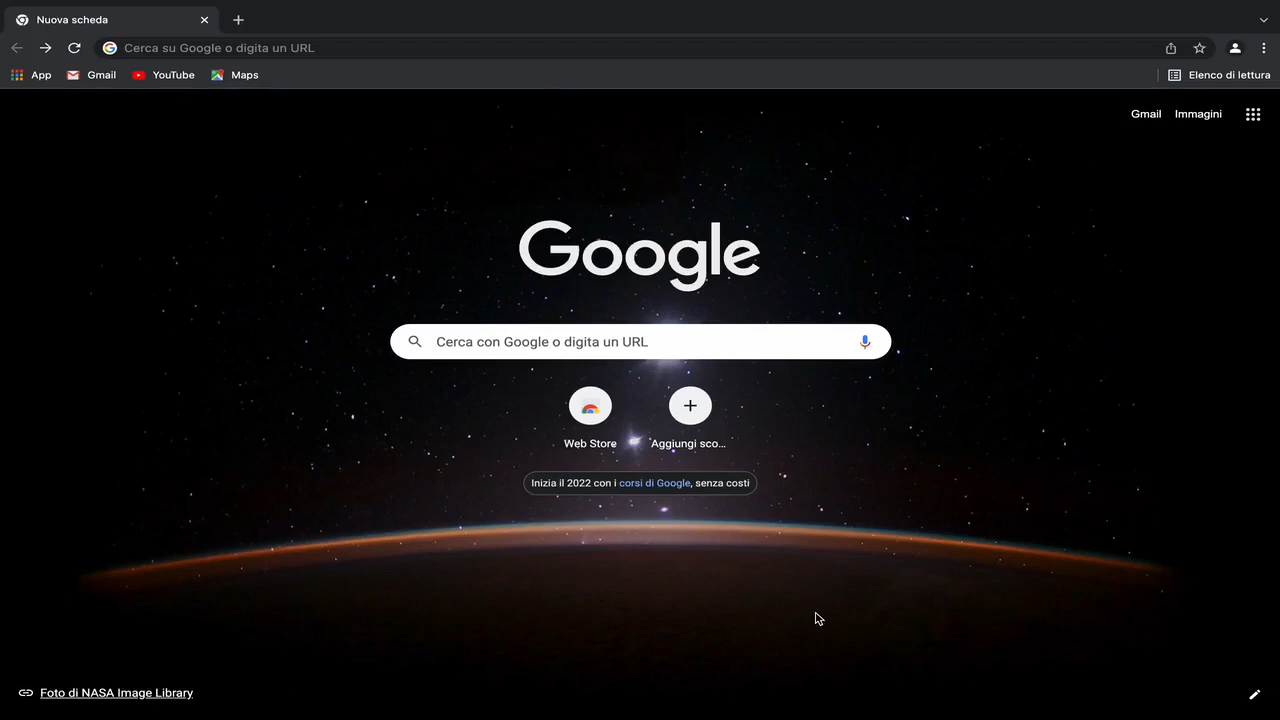 Nuova scheda
Cerca su Google o digita un URL
App Gmail YouTube Maps Elenco di lettura
Gmail Immagini
Google
Cerca con Google o digita un URL
Web Store Aggiungi sco...
Inizia il 2022 con i corsi di Google, senza costi
Foto di NASA Image Library